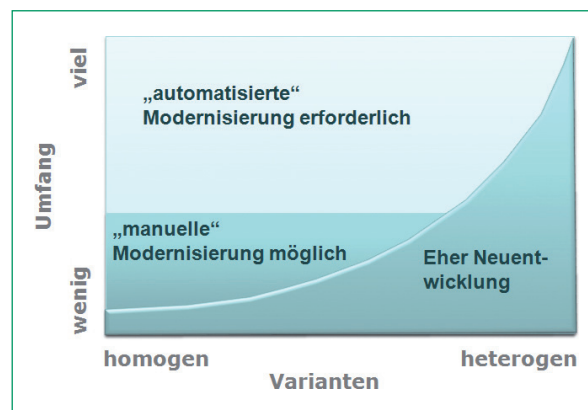 viel
„automatisierte“
Modernisierung erforderlich
Umfang
„manuelle“
Modernisierung möglich
Eher Neuent-
wicklung
wenig
homogen
heterogen
Varianten